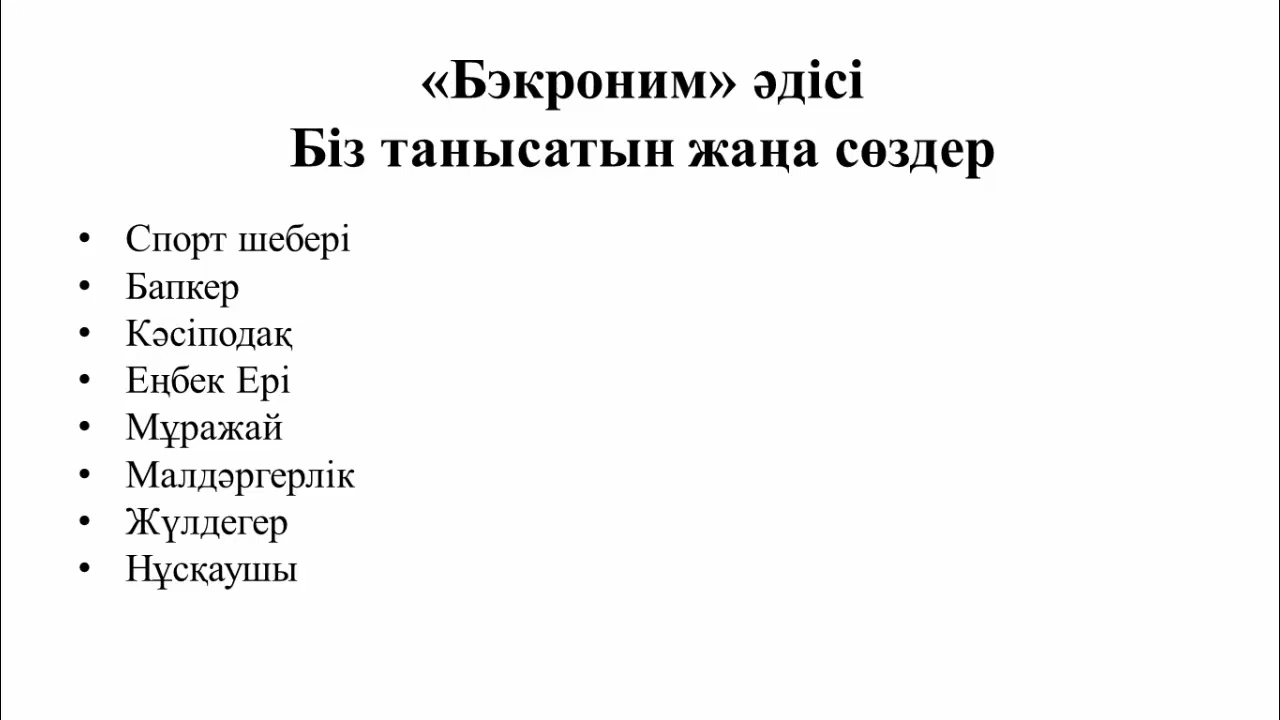 «Бэкроним» әдісі
Біз танысатын жаңа сөздер
• Спорт шебері
• Бапкер
• Кәсіподақ
• Еңбек Ері
• Мұражай
• Малдәргерлік
• Жүлдегер
• Нұсқаушы